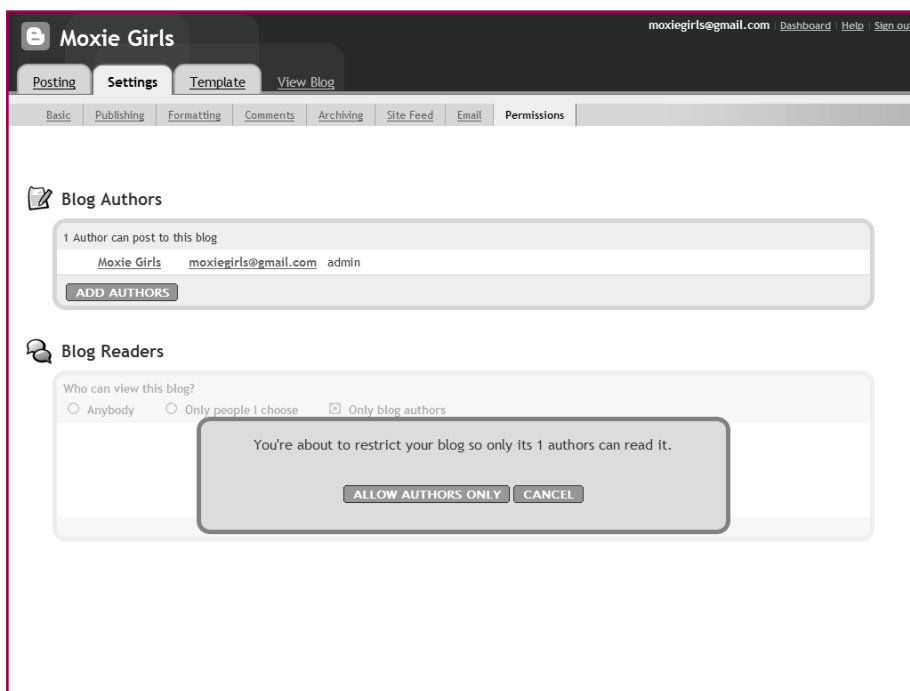 moxiegirls@gmail.com | Dashboard | Help | Sign out
Moxie Girls
Posting Settings Template View Blog
Basic Publishing Formatting Comments Archiving Site Feed Email Permissions
Blog Authors
1 Author can post to this blog
Moxie Girls moxiegirls@gmail.com admin
ADD AUTHORS
Blog Readers
Who can view this blog?
Anybody Only people I choose Only blog authors
You're about to restrict your blog so only its 1 authors can read it.
ALLOW AUTHORS ONLY CANCEL